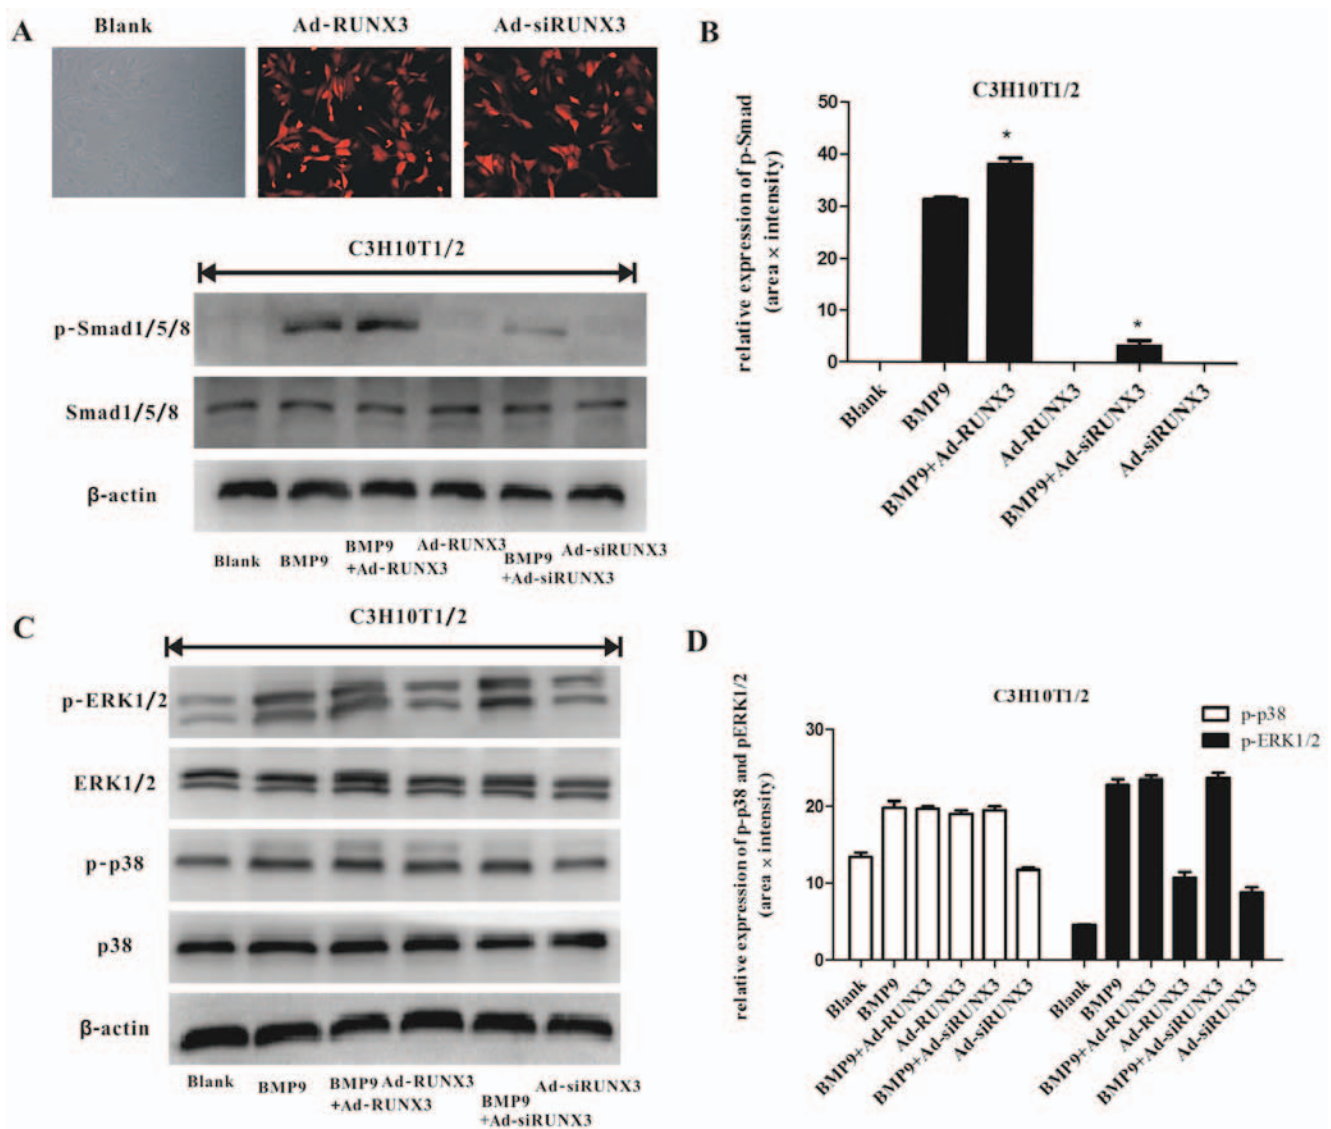 A
Blank
Ad-RUNX3
Ad-siRUNX3
C3H10T1/2
p-Smad1/5/8
Smad1/5/8
β-actin
Blank
BMP9
BMP9
+Ad-RUNX3
Ad-RUNX3
BMP9
+Ad-siRUNX3
Ad-siRUNX3
B
C3H10T1/2
relative expression of p-Smad
(area × intensity)
50
40
30
20
10
0
*
*
Blank
BMP9
BMP9+Ad-RUNX3
Ad-RUNX3
BMP9+Ad-siRUNX3
Ad-siRUNX3
C
C3H10T1/2
p-ERK1/2
ERK1/2
p-p38
p38
β-actin
Blank
BMP9
BMP9
+Ad-RUNX3
Ad-RUNX3
BMP9
+Ad-siRUNX3
Ad-siRUNX3
D
C3H10T1/2
p-p38
p-ERK1/2
relative expression of p-p38 and pERK1/2
(area × intensity)
30
20
10
0
Blank
BMP9
BMP9+Ad-RUNX3
Ad-RUNX3
BMP9+Ad-siRUNX3
Ad-siRUNX3
Blank
BMP9
BMP9+Ad-RUNX3
Ad-RUNX3
BMP9+Ad-siRUNX3
Ad-siRUNX3